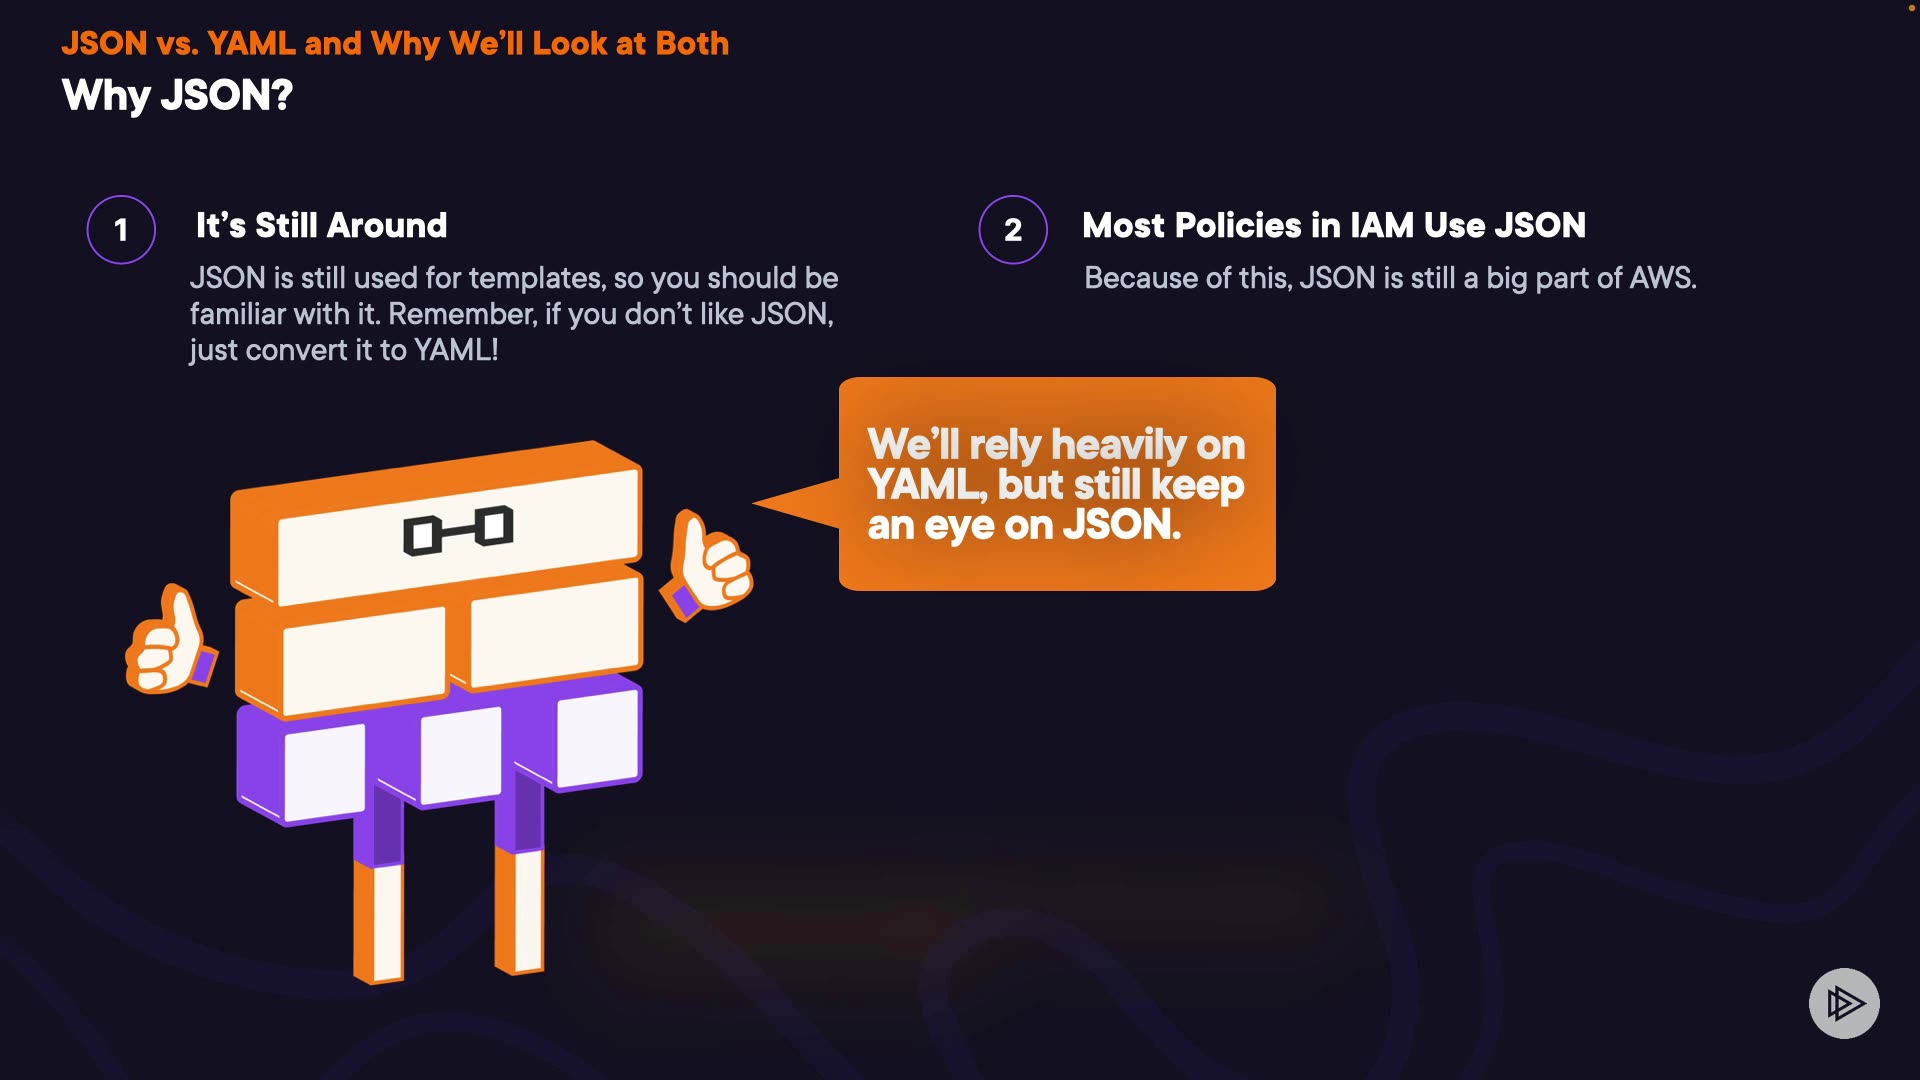 JSON vs. YAML and Why We'll Look at Both
Why JSON?
1
It's Still Around
JSON is still used for templates, so you should be
familiar with it. Remember, if you don't like JSON,
just convert it to YAML!
2
Most Policies in IAM Use JSON
Because of this, JSON is still a big part of AWS.
We'll rely heavily on
YAML, but still keep
an eye on JSON.